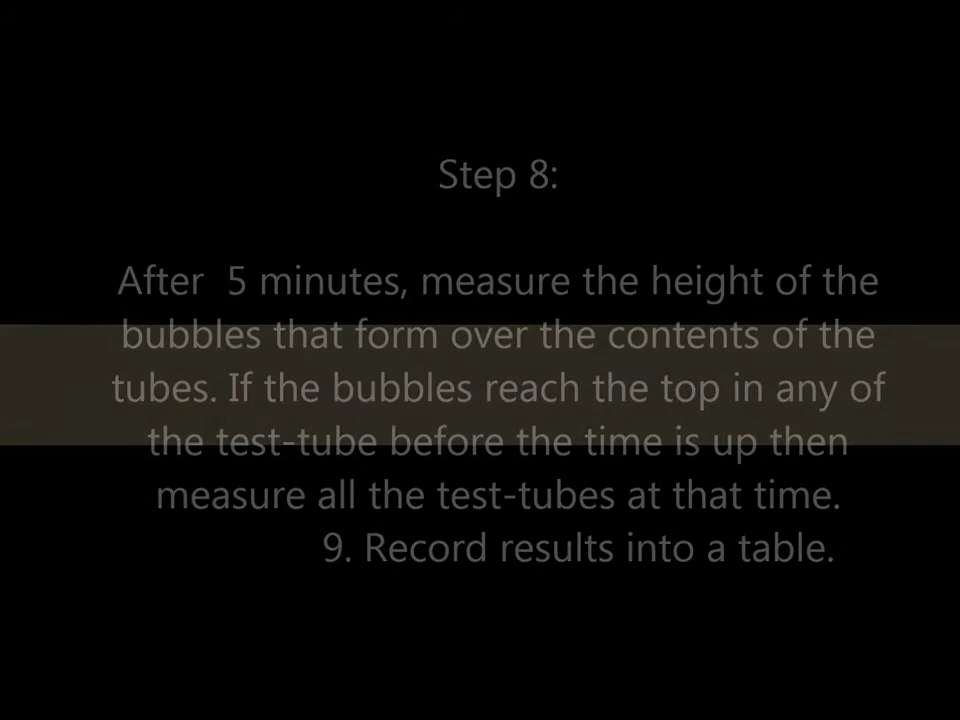 Step 8:
After  5 minutes, measure the height of the
bubbles that form over the contents of the
tubes. If the bubbles reach the top in any of
the test-tube before the time is up then
measure all the test-tubes at that time.
9. Record results into a table.